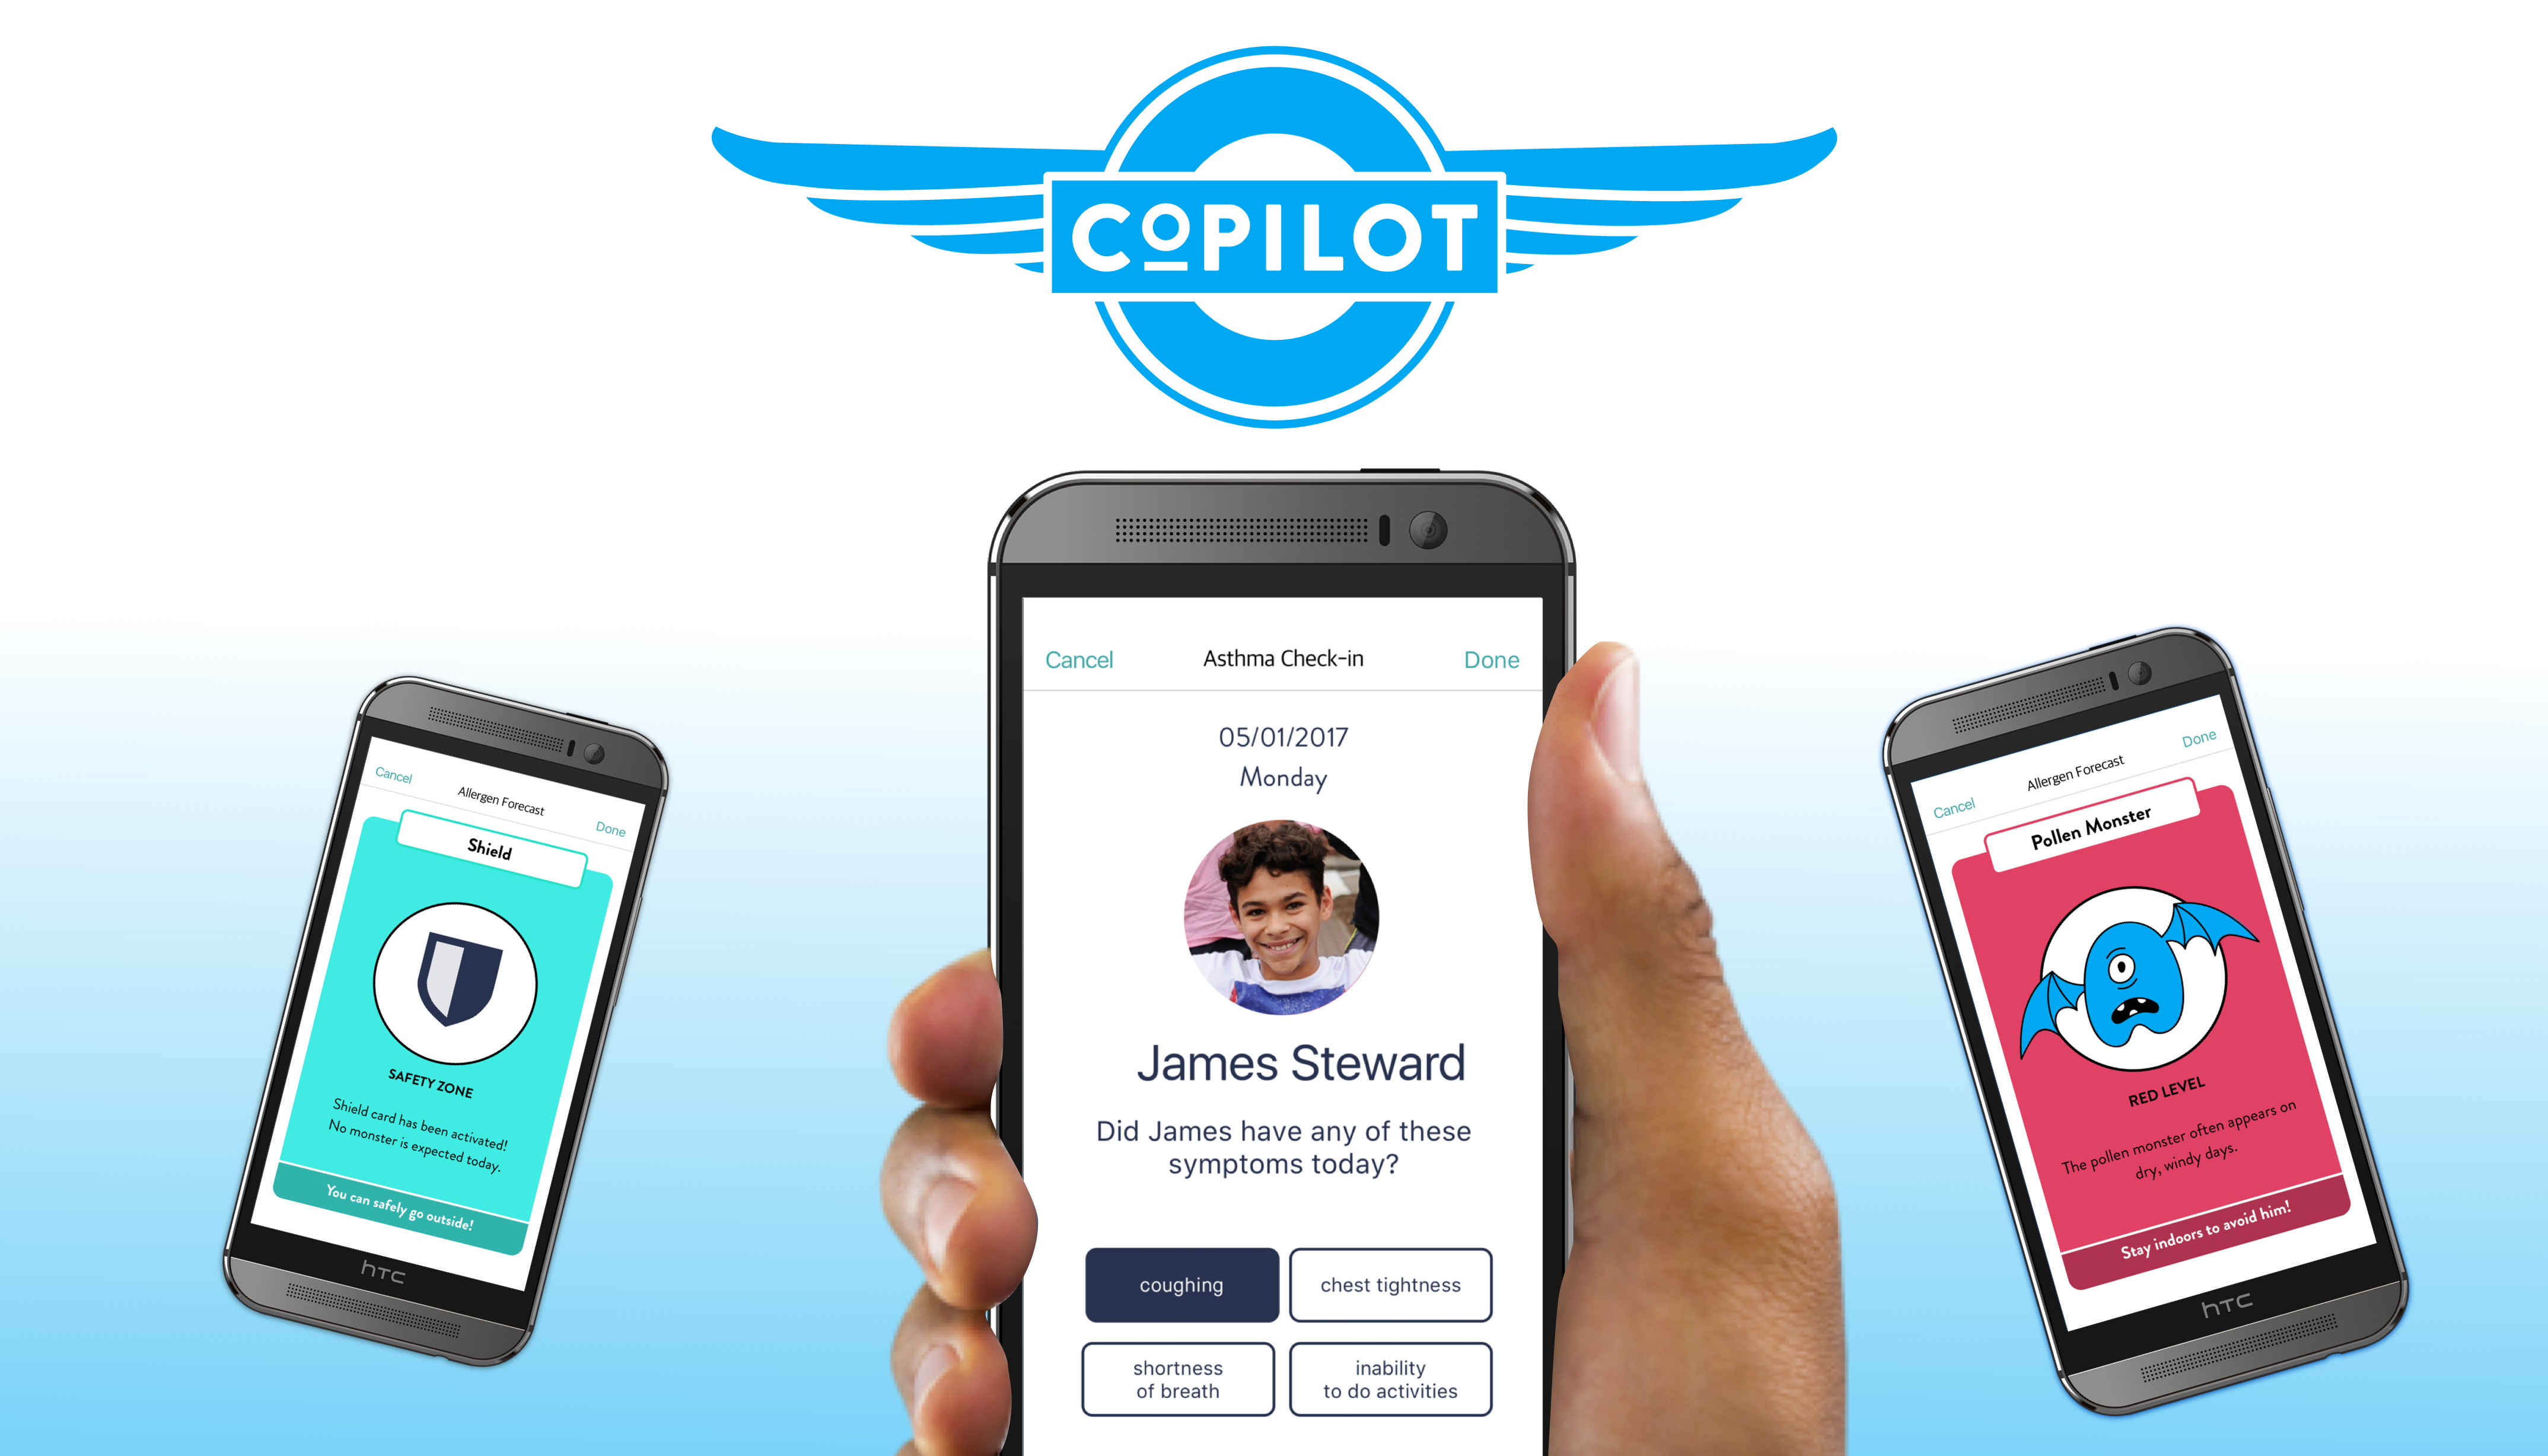 COPILOT
Cancel
Allergen Forecast
Done
Shield
SAFETY ZONE
Shield card has been activated!
No monster is expected today.
You can safely go outside!
hTC
Cancel
Asthma Check-in
Done
05/01/2017
Monday
James Steward
Did James have any of these
symptoms today?
coughing
chest tightness
shortness
of breath
inability
to do activities
Cancel
Allergen Forecast
Done
Pollen Monster
RED LEVEL
The pollen monster often appears on
dry, windy days.
Stay indoors to avoid him!
hTC